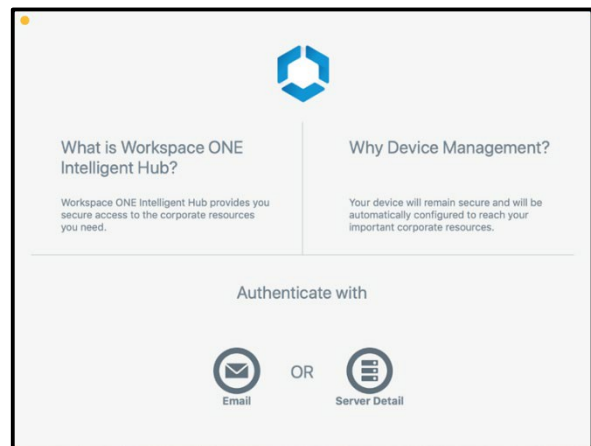 What is Workspace ONE
Intelligent Hub?
Workspace ONE Intelligent Hub provides you
secure access to the corporate resources
you need.
Why Device Management?
Your device will remain secure and will be
automatically configured to reach your
important corporate resources.
Authenticate with
Email
OR
Server Detail